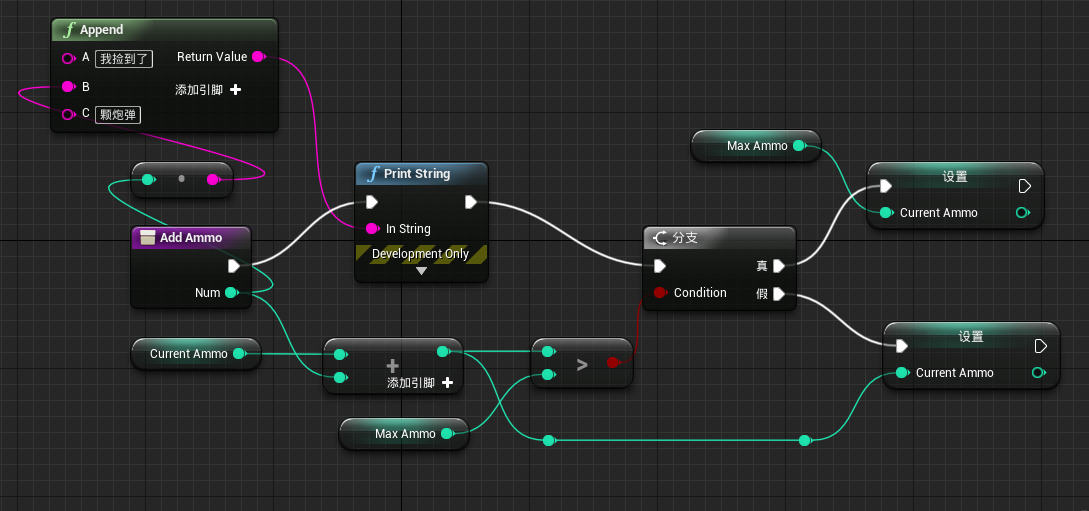 Append
A 我捡到了 Return Value
B
添加引脚
C 颗炮弹
Add Ammo
Num
Print String
In String
Development Only
Current Ammo
+
添加引脚
>
Max Ammo
分支
真
Condition 假
Max Ammo
设置
Current Ammo
设置
Current Ammo